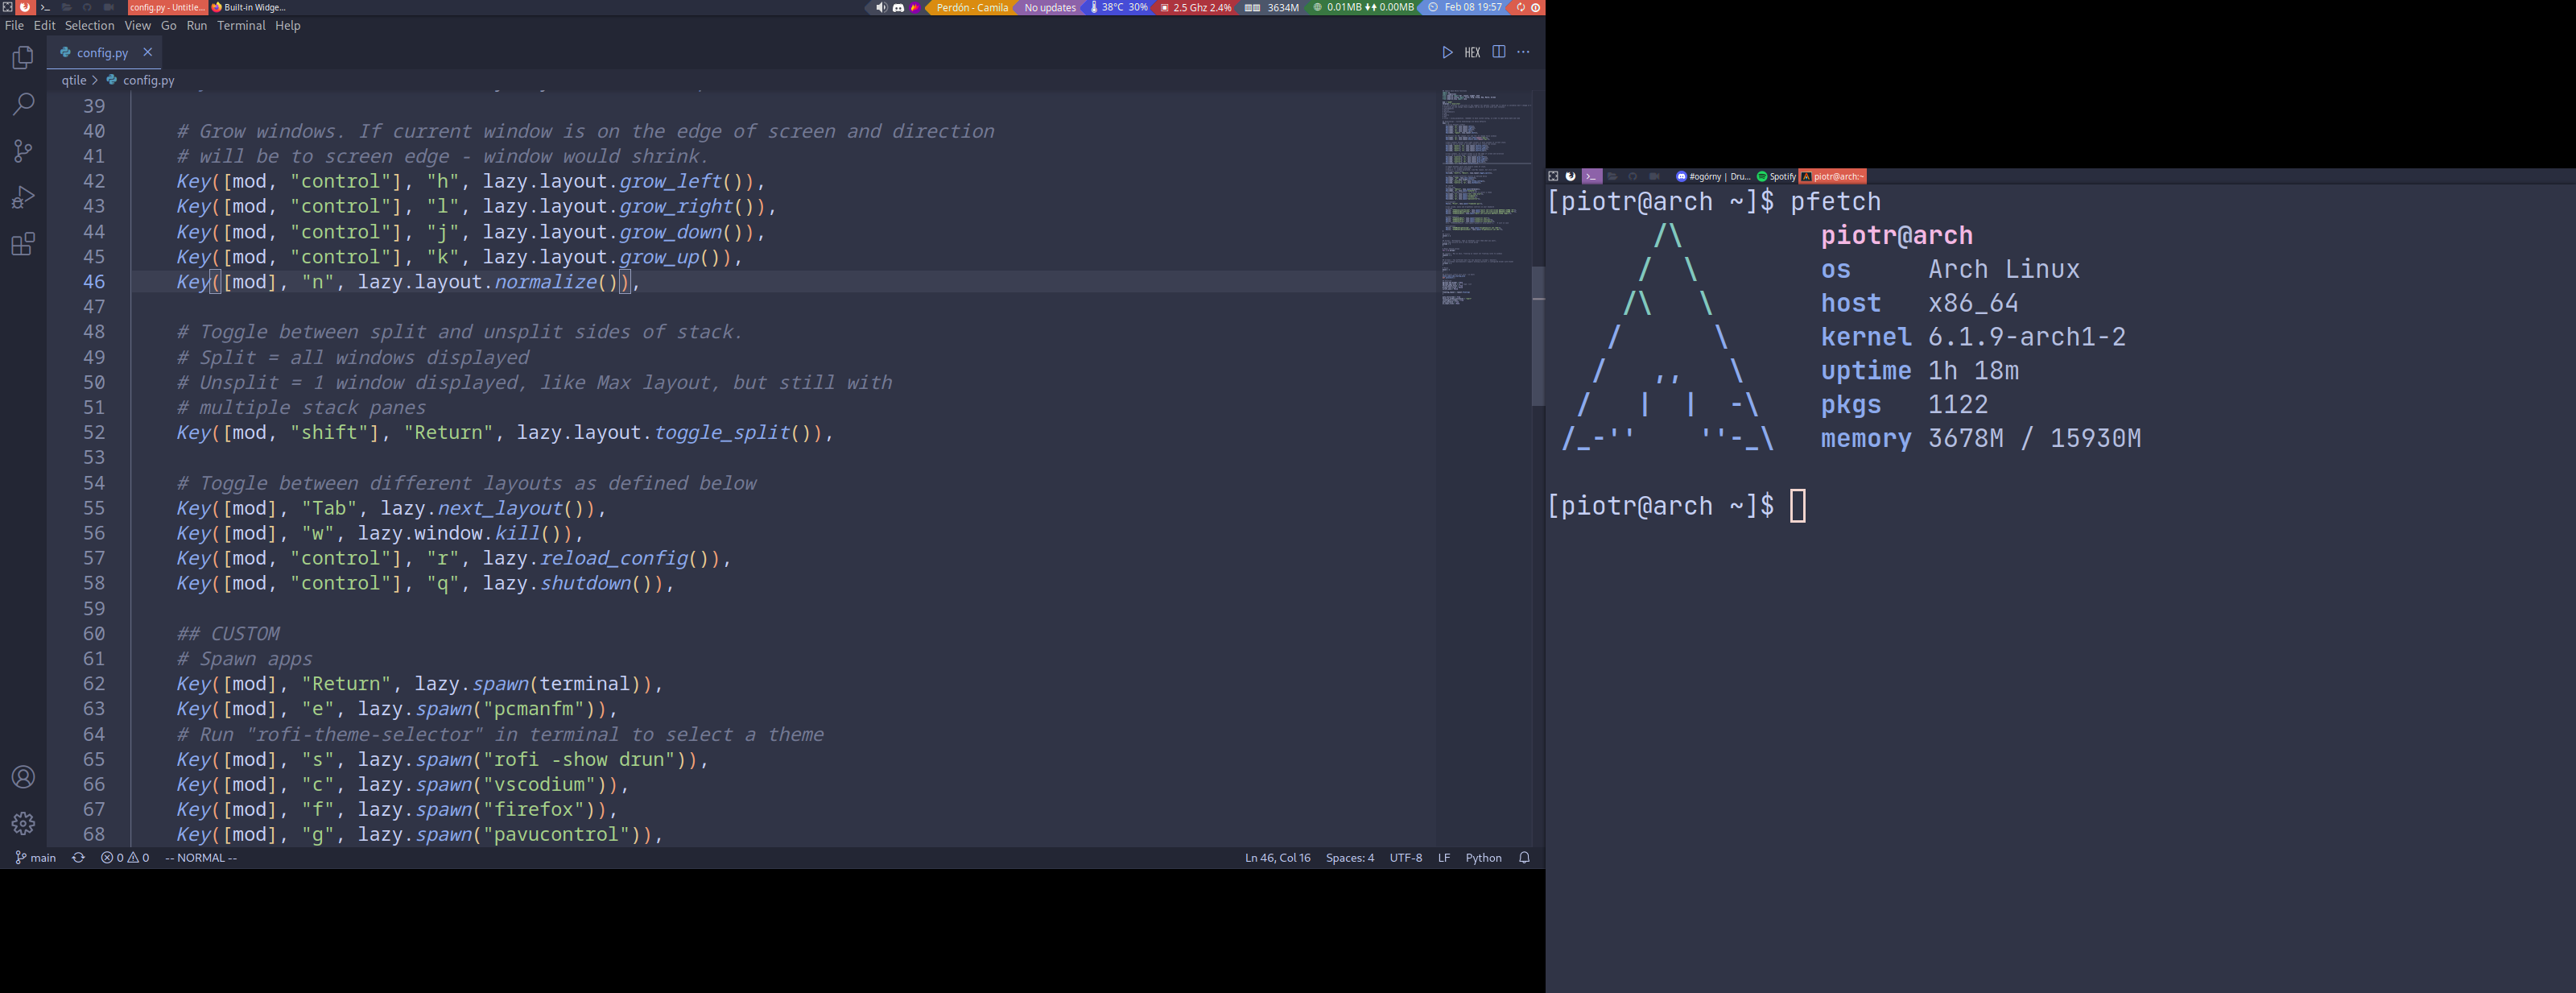 config.py - Untitle...
Built-in Widge...
Perdón - Camila
No updates
38°C 30%
2.5 Ghz 2.4%
3634M
0.01MB ↓↑ 0.00MB
Feb 08 19:57
File Edit Selection View Go Run Terminal Help
config.py
HEX
qtile > config.py
39
40 # Grow windows. If current window is on the edge of screen and direction
41 # will be to screen edge - window would shrink.
42 Key([mod, "control"], "h", lazy.layout.grow_left()),
43 Key([mod, "control"], "l", lazy.layout.grow_right()),
44 Key([mod, "control"], "j", lazy.layout.grow_down()),
45 Key([mod, "control"], "k", lazy.layout.grow_up()),
46 Key([mod], "n", lazy.layout.normalize()),
47
48 # Toggle between split and unsplit sides of stack.
49 # Split = all windows displayed
50 # Unsplit = 1 window displayed, like Max layout, but still with
51 # multiple stack panes
52 Key([mod, "shift"], "Return", lazy.layout.toggle_split()),
53
54 # Toggle between different layouts as defined below
55 Key([mod], "Tab", lazy.next_layout()),
56 Key([mod], "w", lazy.window.kill()),
57 Key([mod, "control"], "r", lazy.reload_config()),
58 Key([mod, "control"], "q", lazy.shutdown()),
59
60 ## CUSTOM
61 # Spawn apps
62 Key([mod], "Return", lazy.spawn(terminal)),
63 Key([mod], "e", lazy.spawn("pcmanfm")),
64 # Run "rofi-theme-selector" in terminal to select a theme
65 Key([mod], "s", lazy.spawn("rofi -show drun")),
66 Key([mod], "c", lazy.spawn("vscodium")),
67 Key([mod], "f", lazy.spawn("firefox")),
68 Key([mod], "g", lazy.spawn("pavucontrol")),
main 0 0 -- NORMAL --
Ln 46, Col 16 Spaces: 4 UTF-8 LF Python
#ogórny | Dru...
Spotify
piotr@arch:~
[piotr@arch ~]$ pfetch
piotr@arch
os Arch Linux
host x86_64
kernel 6.1.9-arch1-2
uptime 1h 18m
pkgs 1122
memory 3678M / 15930M
[piotr@arch ~]$